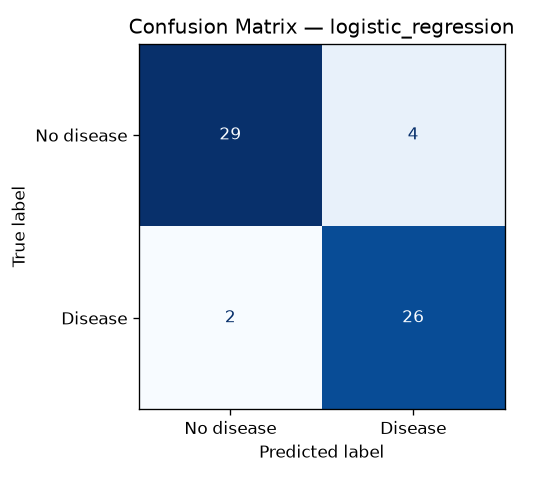 Confusion Matrix — logistic_regression
True label
No disease
29
4
Disease
2
26
No disease
Disease
Predicted label